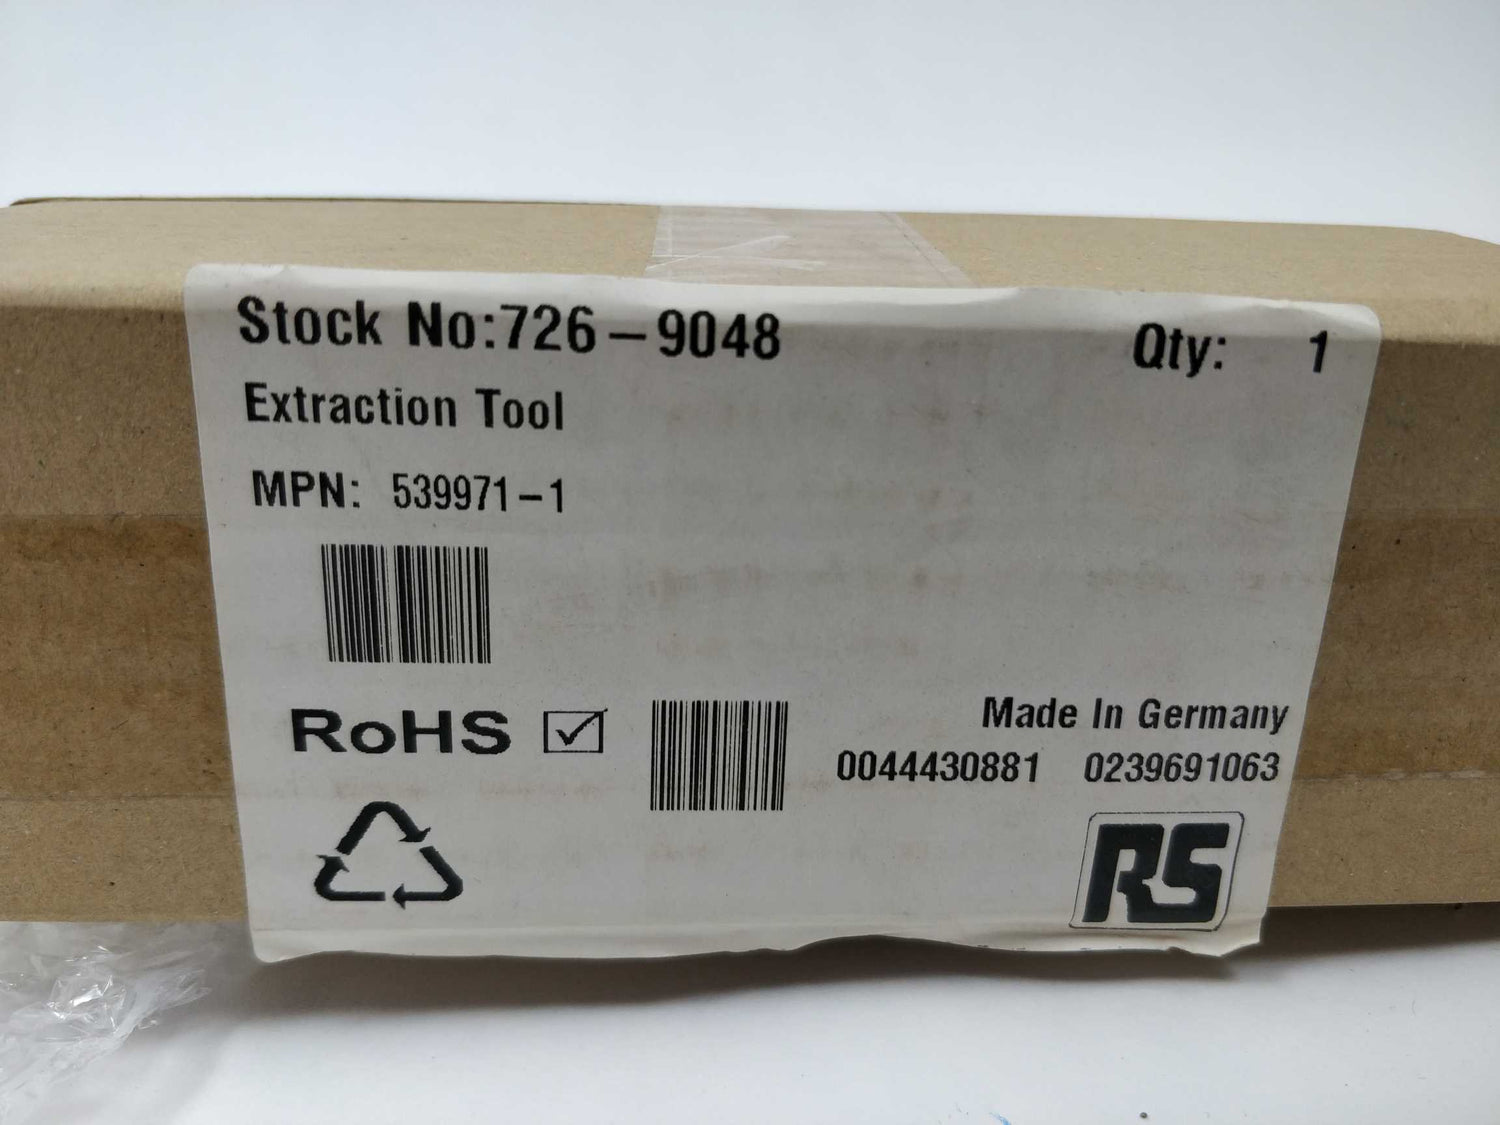 Stock No:726-9048
Qty: 1
Extraction Tool
MPN: 539971-1
RoHS
Made In Germany
0044430881 0239691063
RS